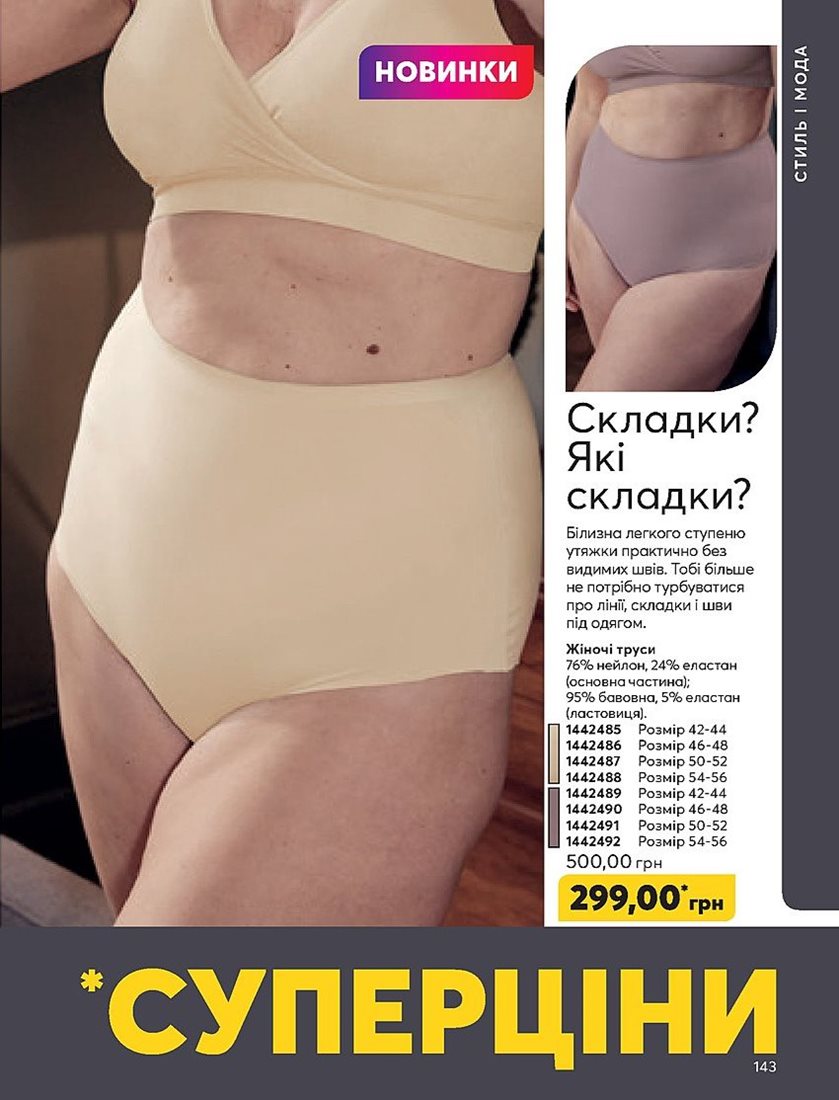 НОВИНКИ
СТИЛЬ | МОДА
Складки?
Які
складки?
Білизна легкого ступеню
утяжки практично без
видимих швів. Тобі більше
не потрібно турбуватися
про лінії, складки і шви
під одягом.
Жіночі труси
76% нейлон, 24% еластан
(основна частина);
95% бавовна, 5% еластан
(ластовиця).
1442485 Розмір 42-44
1442486 Розмір 46-48
1442487 Розмір 50-52
1442488 Розмір 54-56
1442489 Розмір 42-44
1442490 Розмір 46-48
1442491 Розмір 50-52
1442492 Розмір 54-56
500,00 грн
299,00* грн
*СУПЕРЦІНИ
143